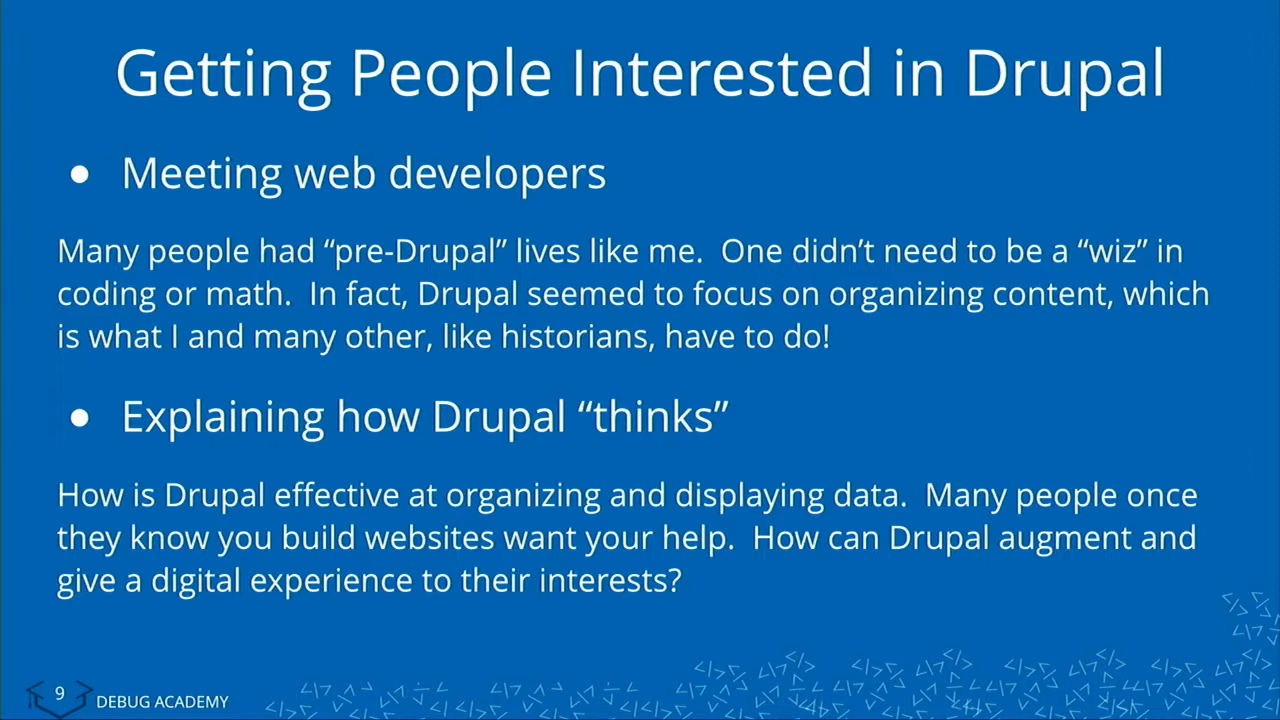 Getting People Interested in Drupal
● Meeting web developers
Many people had “pre-Drupal” lives like me.  One didn’t need to be a “wiz” in
coding or math.  In fact, Drupal seemed to focus on organizing content, which
is what I and many other, like historians, have to do!
● Explaining how Drupal “thinks”
How is Drupal effective at organizing and displaying data.  Many people once
they know you build websites want your help.  How can Drupal augment and
give a digital experience to their interests?
9
DEBUG ACADEMY